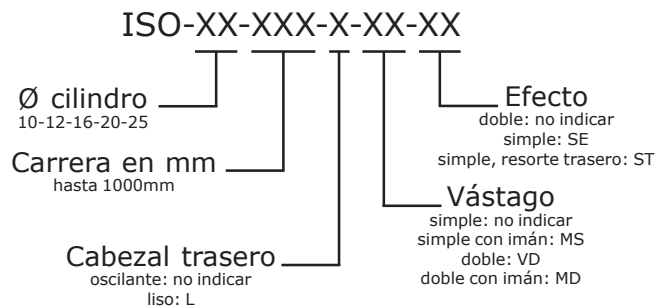 ISO-XX-XXX-X-XX-XX
Ø cilindro
10-12-16-20-25
Carrera en mm
hasta 1000mm
Cabezal trasero
oscilante: no indicar
liso: L
Efecto
doble: no indicar
simple: SE
simple, resorte trasero: ST
Vástago
simple: no indicar
simple con imán: MS
doble: VD
doble con imán: MD